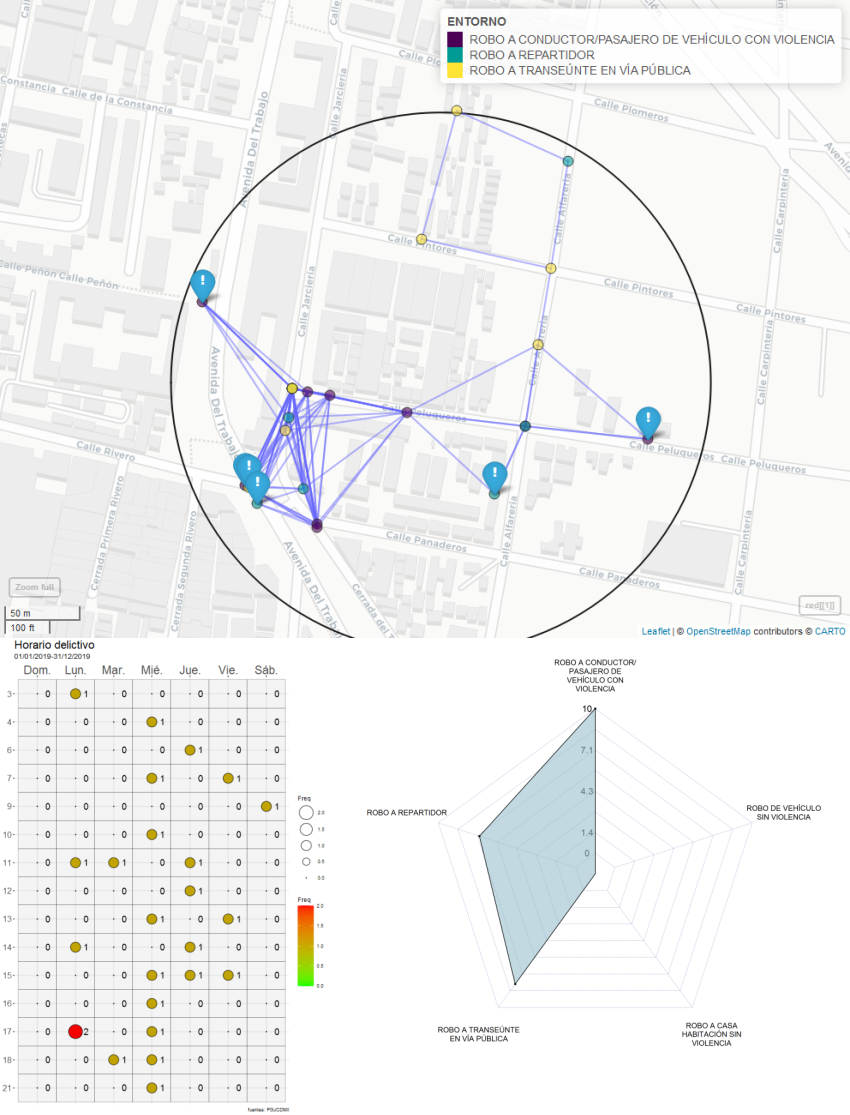 ENTORNO
ROBO A CONDUCTOR/PASAJERO DE VEHÍCULO CON VIOLENCIA
ROBO A REPARTIDOR
ROBO A TRANSEÚNTE EN VÍA PÚBLICA
Constancia Calle de la Constancia
Avenida Del Trabajo
Calle Jarciería
Calle Plomeros
Calle Alfarería
Calle Carpintería
Calle Pintores
Calle Pintores
Calle Pintores
Calle Peñón Calle Peñón
Calle Jarciería
Calle Carpintería
Avenida Del Trabajo
Calle Peluqueros
Calle Peluqueros
Calle Rivero
Cerrada Primera Rivero
Cerrada Segunda Rivero
Calle Alfarería
Calle Carpintería
Calle Panaderos
Calle Panaderos
Avenida Del Trabajo
Zoom full
red[[1]]
50 m
100 ft
Leaflet | © OpenStreetMap contributors © CARTO
Horario delictivo
01/01/2019-31/12/2019
Dom. Lun. Mar. Mié. Jue. Vie. Sáb.
3 0 1 0 0 0 0 0
4 0 0 0 1 0 0 0
6 0 0 0 0 1 0 0
7 0 0 0 1 0 1 0
9 0 0 0 0 0 0 1
10 0 0 0 1 0 0 0
11 0 1 1 0 1 0 0
12 0 0 0 0 1 0 0
13 0 0 0 1 0 1 0
14 0 1 0 0 1 0 0
15 0 0 0 1 1 1 0
16 0 0 0 1 0 0 0
17 0 2 0 1 0 0 0
18 0 0 1 1 0 0 0
21 0 0 0 1 0 0 0
fuentes: PGJCDMX
Freq
2.0
1.5
1.0
0.5
0.0
Freq
2.0
1.5
1.0
0.5
0.0
ROBO A CONDUCTOR/
PASAJERO DE
VEHÍCULO CON
VIOLENCIA
10
7.1
4.3
1.4
0
ROBO A REPARTIDOR
ROBO DE VEHÍCULO
SIN VIOLENCIA
ROBO A TRANSEÚNTE
EN VÍA PÚBLICA
ROBO A CASA
HABITACIÓN SIN
VIOLENCIA